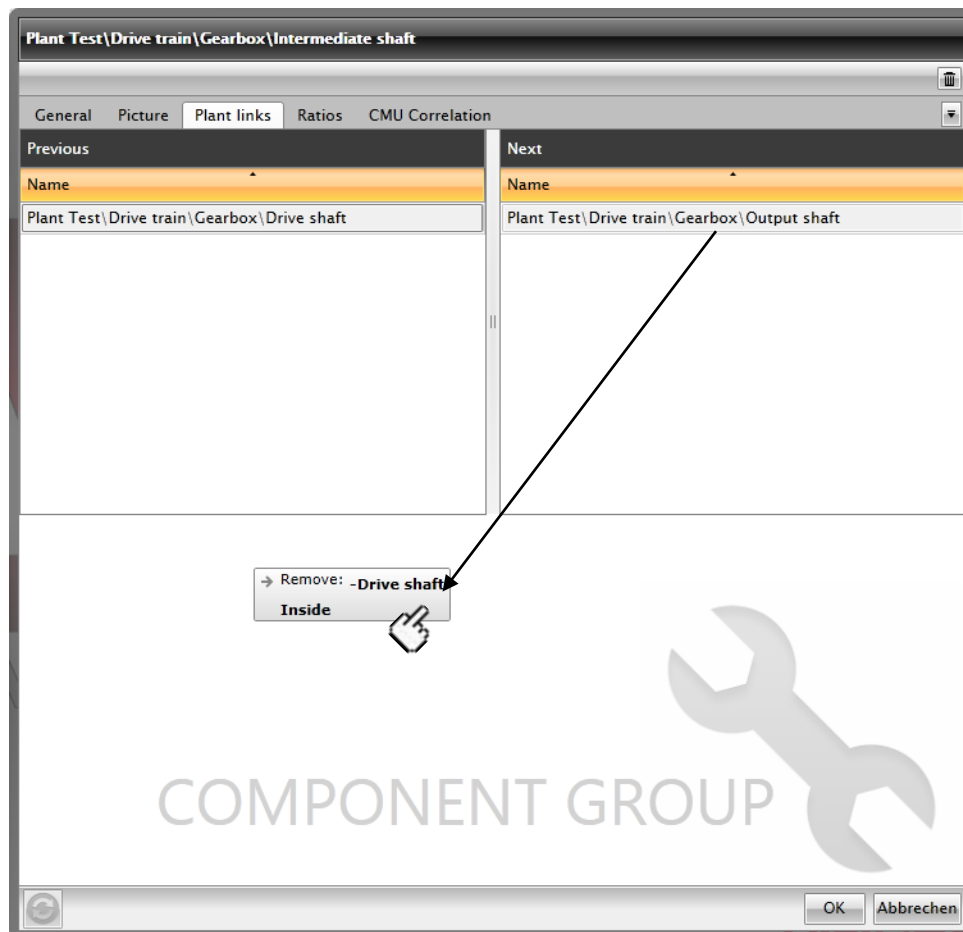 Plant Test\Drive train\Gearbox\Intermediate shaft
General Picture Plant links Ratios CMU Correlation
Previous Next
Name Name
Plant Test\Drive train\Gearbox\Drive shaft Plant Test\Drive train\Gearbox\Output shaft
Remove: -Drive shaft
Inside
COMPONENT GROUP
OK Abbrechen